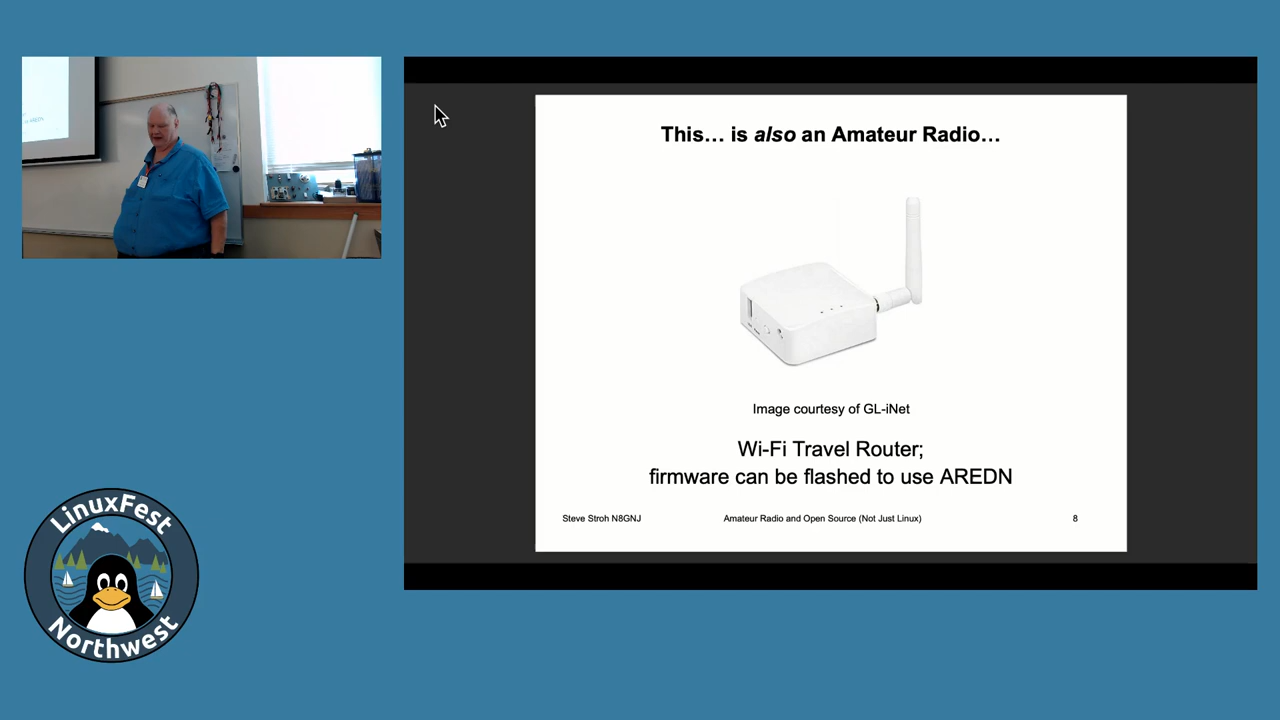 This… is also an Amateur Radio…
Image courtesy of GL-iNet
Wi-Fi Travel Router;
firmware can be flashed to use AREDN
Steve Stroh N8GNJ
Amateur Radio and Open Source (Not Just Linux)
8
LinuxFest
Northwest